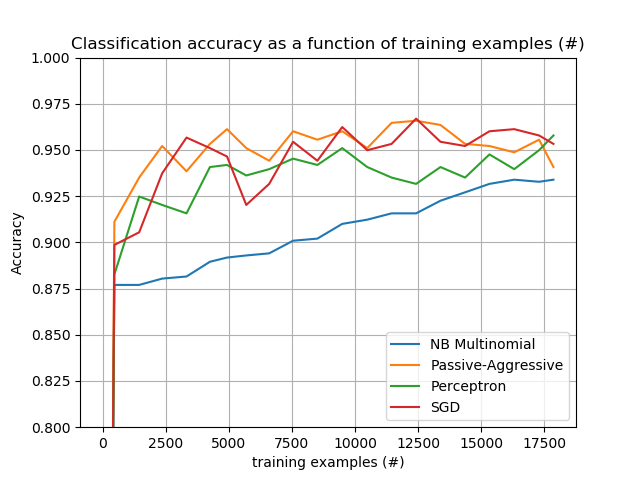 Classification accuracy as a function of training examples (#)
1.000
0.975
0.950
0.925
0.900
0.875
0.850
0.825
0.800
Accuracy
NB Multinomial
Passive-Aggressive
Perceptron
SGD
0 2500 5000 7500 10000 12500 15000 17500
training examples (#)